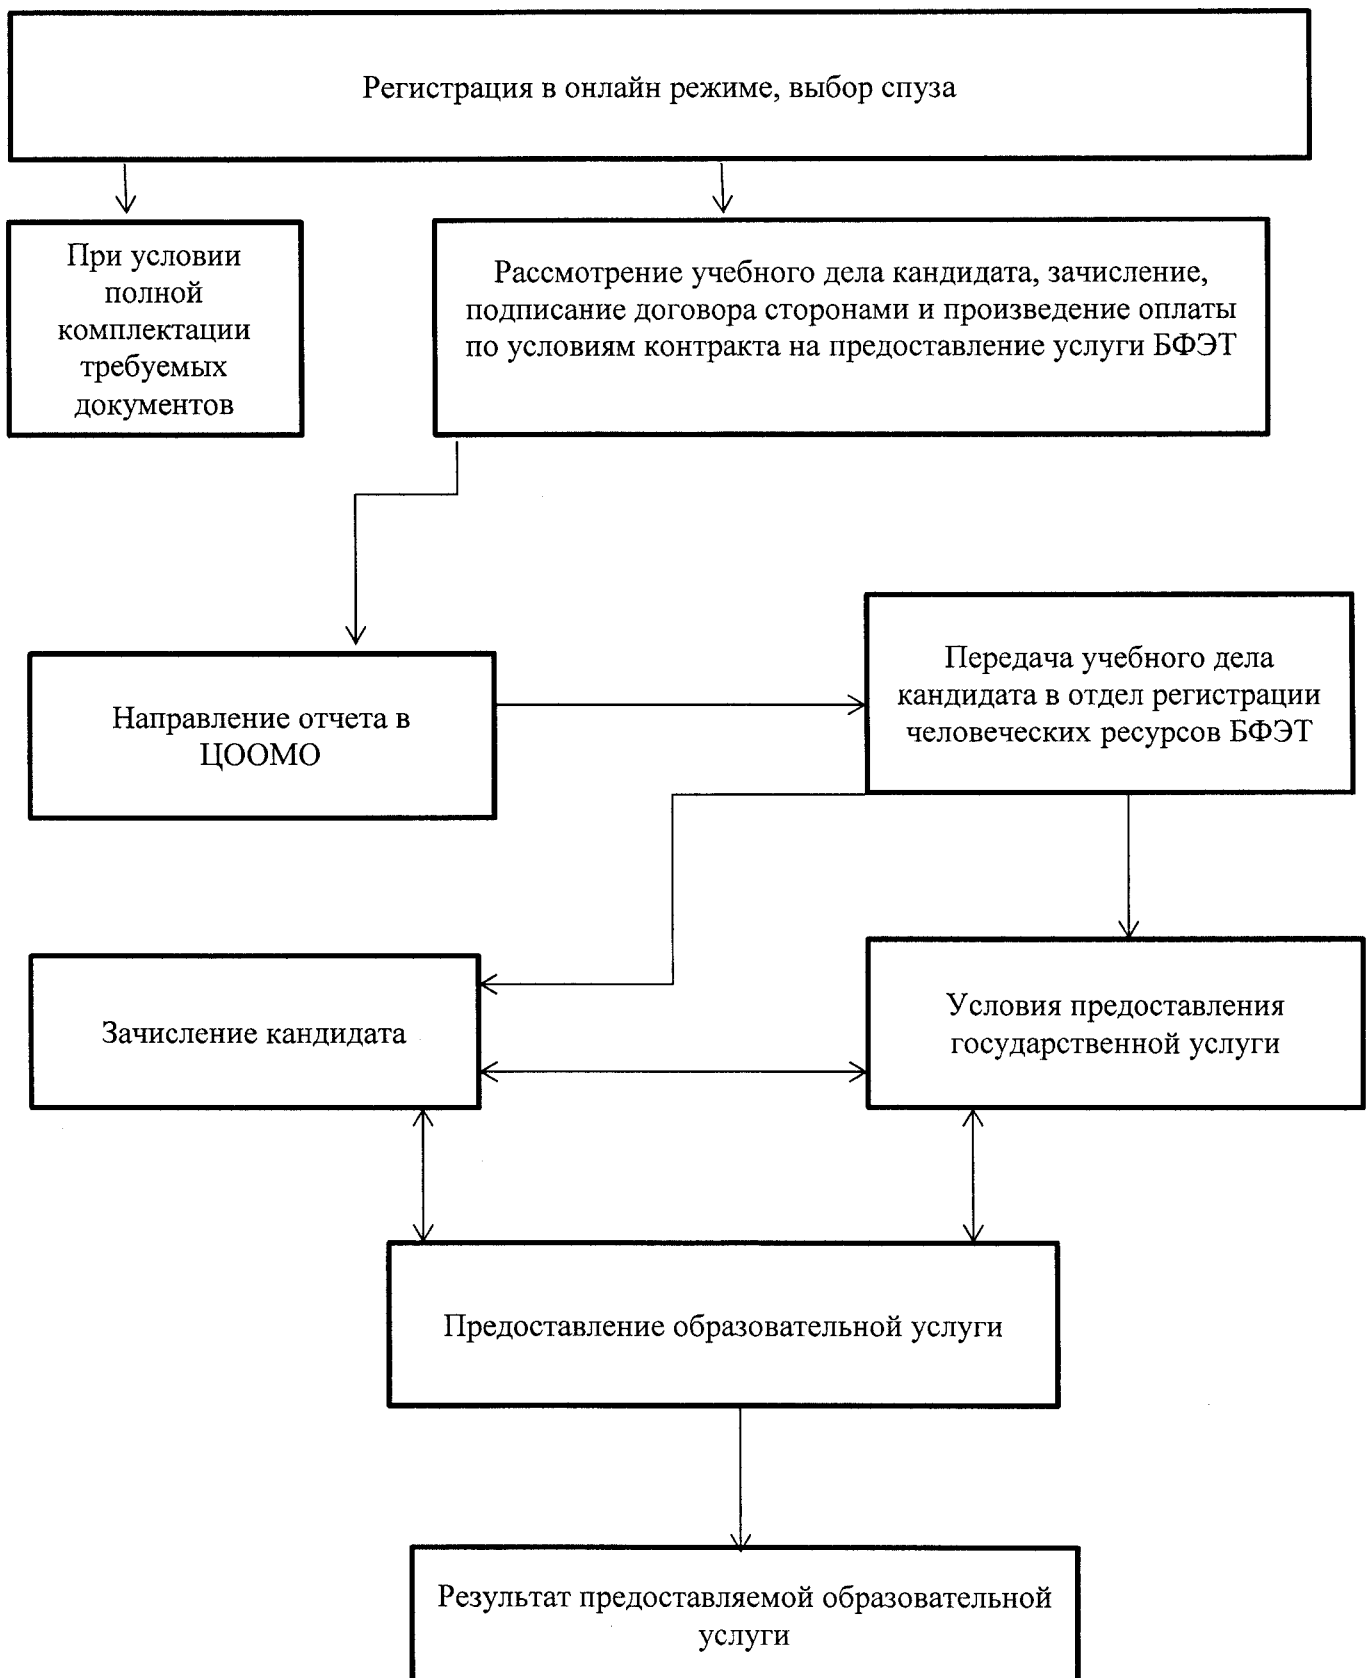 Регистрация в онлайн режиме, выбор спуза
При условии
полной
комплектации
требуемых
документов
Рассмотрение учебного дела кандидата, зачисление,
подписание договора сторонами и произведение оплаты
по условиям контракта на предоставление услуги БФЭТ
Направление отчета в
ЦООМО
Передача учебного дела
кандидата в отдел регистрации
человеческих ресурсов БФЭТ
Зачисление кандидата
Условия предоставления
государственной услуги
Предоставление образовательной услуги
Результат предоставляемой образовательной
услуги